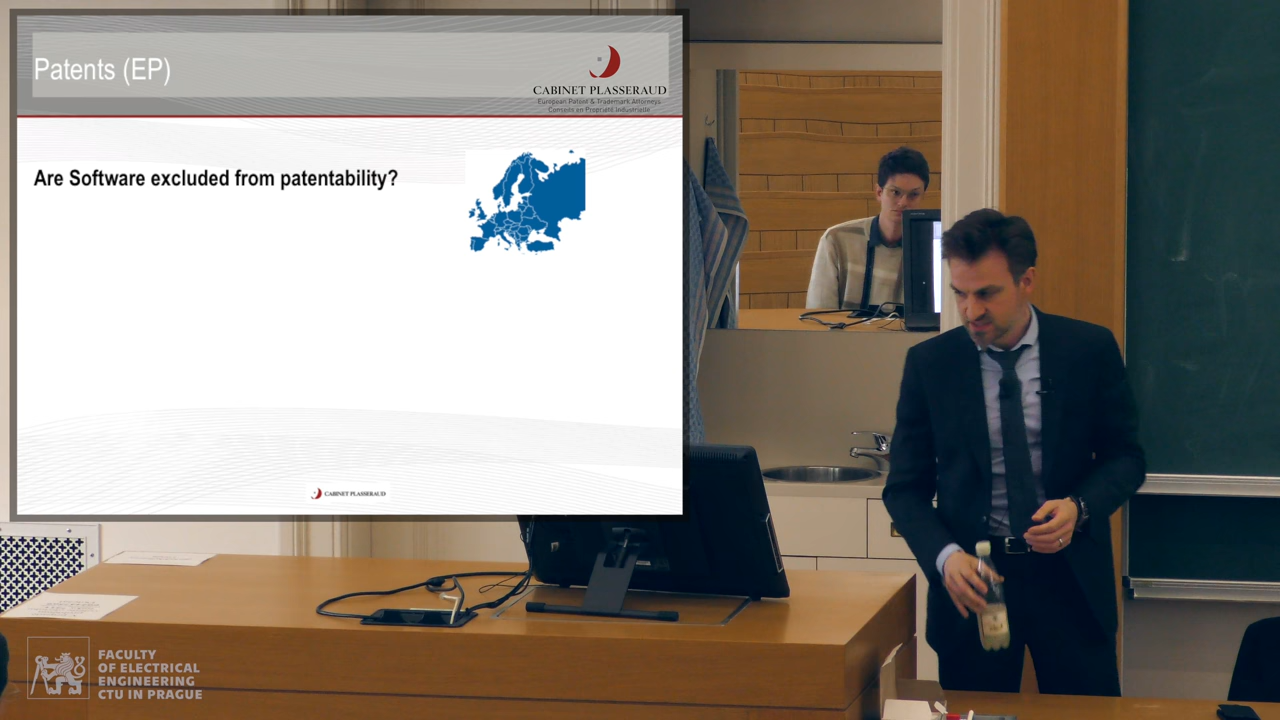 Patents (EP)
CABINET PLASSERAUD
European Patent & Trademark Attorneys
Conseils en Propriété Industrielle
Are Software excluded from patentability?
CABINET PLASSERAUD
FACULTY
OF ELECTRICAL
ENGINEERING
CTU IN PRAGUE